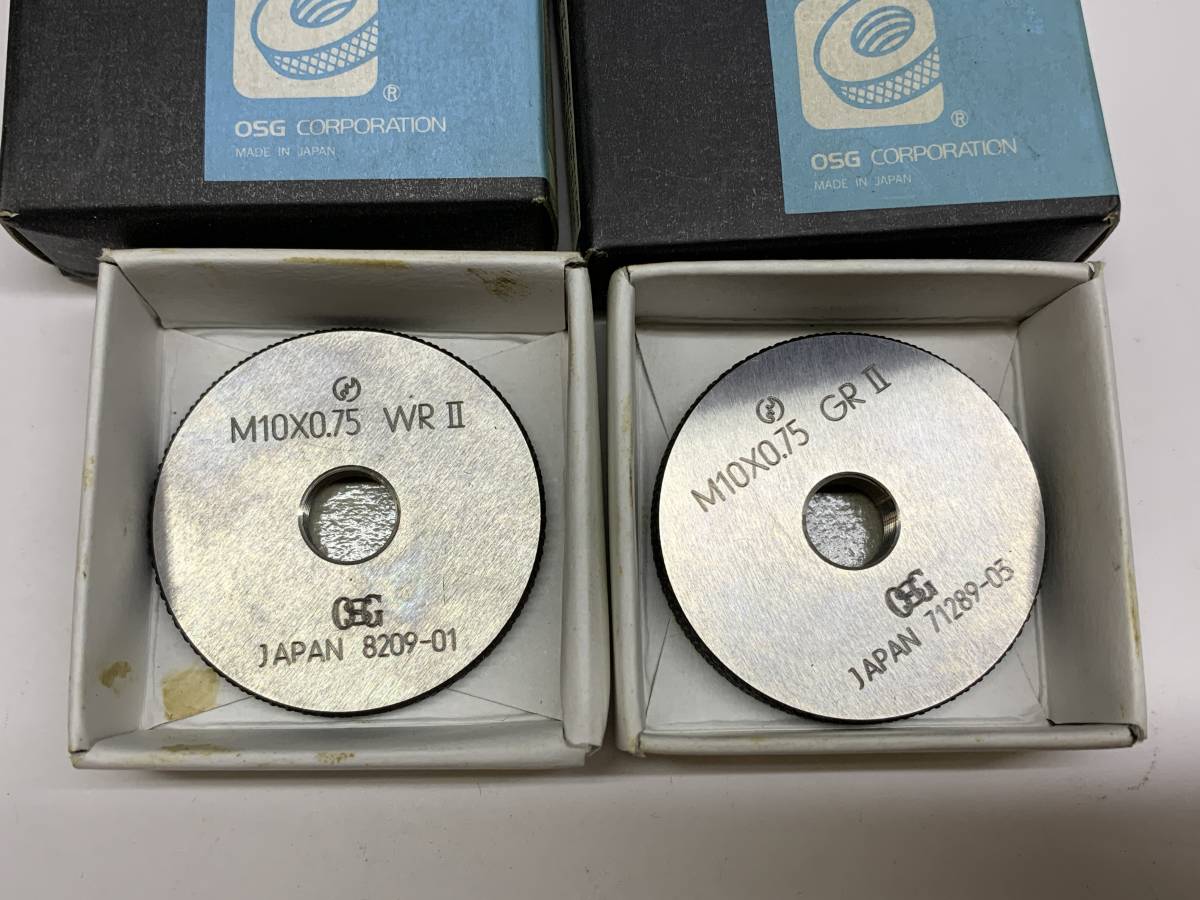 ®
OSG CORPORATION
MADE IN JAPAN
®
OSG CORPORATION
MADE IN JAPAN
M10X0.75 WR II
OSG
JAPAN 8209-01
M10X0.75 GR II
OSG
JAPAN 71289-03